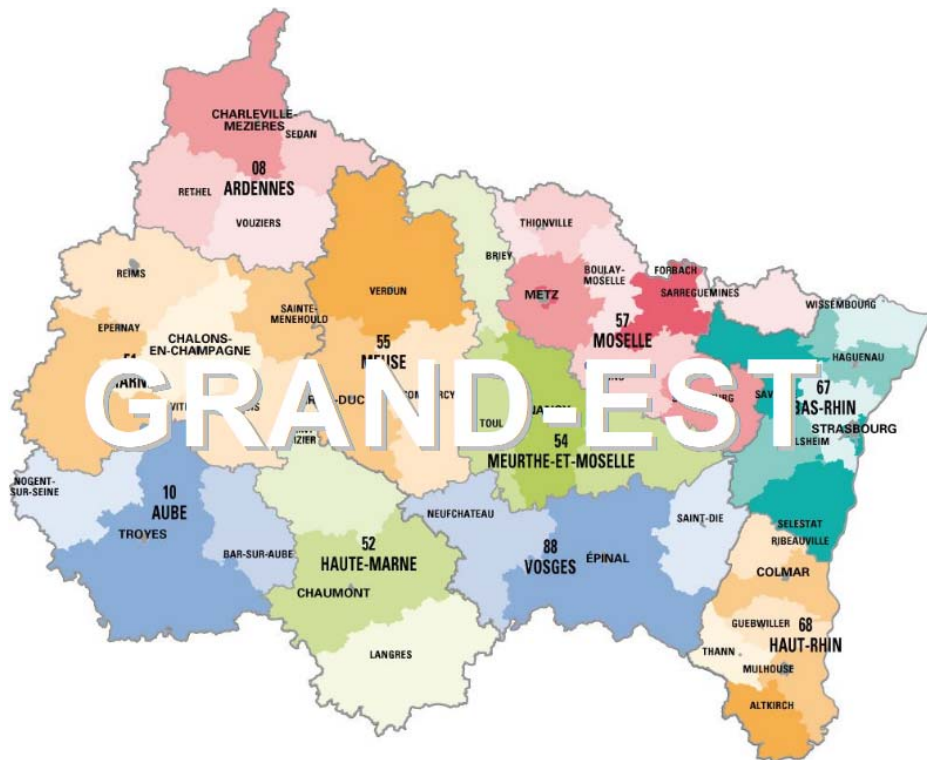 CHARLEVILLE-
MEZIERES
SEDAN
08
ARDENNES
RETHEL
VOUZIERS
REIMS
EPERNAY
SAINTE-
MENEHOULD
CHALONS-
EN-CHAMPAGNE
VERDUN
55
MEUSE
BRIEY
THIONVILLE
METZ
BOULAY-
MOSELLE
FORBACH
SARREGUEMINES
57
MOSELLE
WISSEMBOURG
HAGUENAU
67
BAS-RHIN
STRASBOURG
GRAND-EST
TOUL
54
MEURTHE-ET-MOSELLE
NOGENT-
SUR-SEINE
10
AUBE
TROYES
BAR-SUR-AUBE
52
HAUTE-MARNE
CHAUMONT
LANGRES
NEUFCHATEAU
88
VOSGES
ÉPINAL
SAINT-DIE
SELESTAT
RIBEAUVILLE
COLMAR
GUEBWILLER
68
HAUT-RHIN
THANN
MULHOUSE
ALTKIRCH